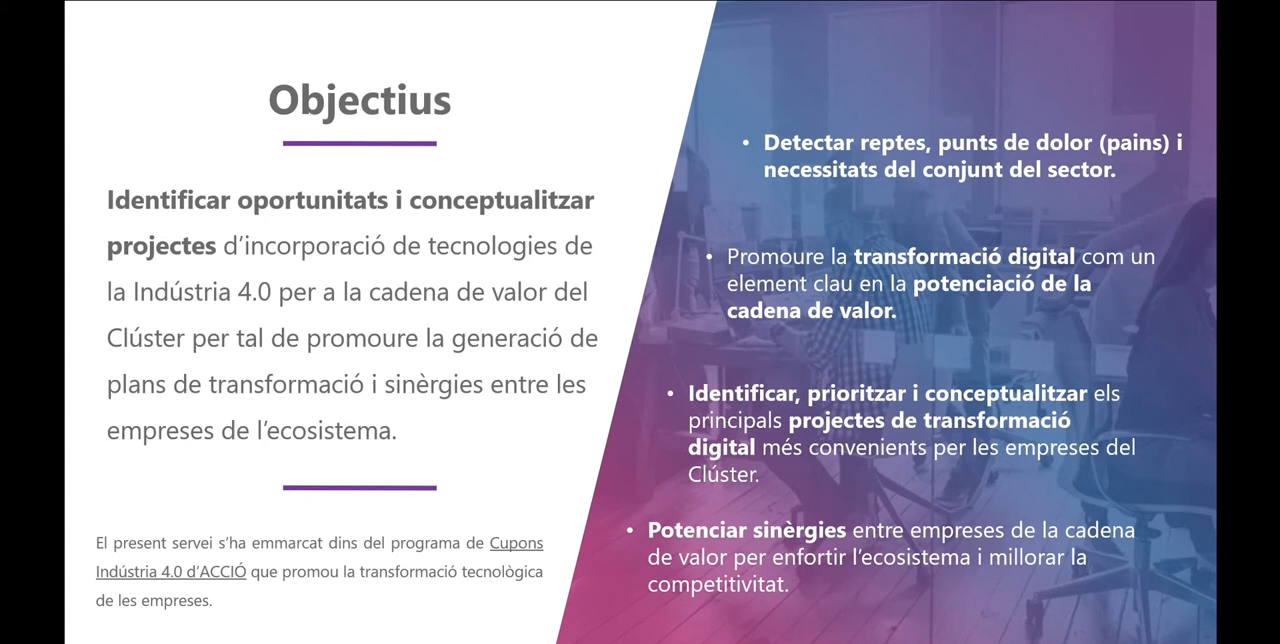 Objectius
Identificar oportunitats i conceptualitzar
projectes d’incorporació de tecnologies de
la Indústria 4.0 per a la cadena de valor del
Clúster per tal de promoure la generació de
plans de transformació i sinèrgies entre les
empreses de l’ecosistema.
El present servei s’ha emmarcat dins del programa de Cupons
Indústria 4.0 d’ACCIÓ que promou la transformació tecnològica
de les empreses.
• Detectar reptes, punts de dolor (pains) i
necessitats del conjunt del sector.
• Promoure la transformació digital com un
element clau en la potenciació de la
cadena de valor.
• Identificar, prioritzar i conceptualitzar els
principals projectes de transformació
digital més convenients per les empreses del
Clúster.
• Potenciar sinèrgies entre empreses de la cadena
de valor per enfortir l’ecosistema i millorar la
competitivitat.